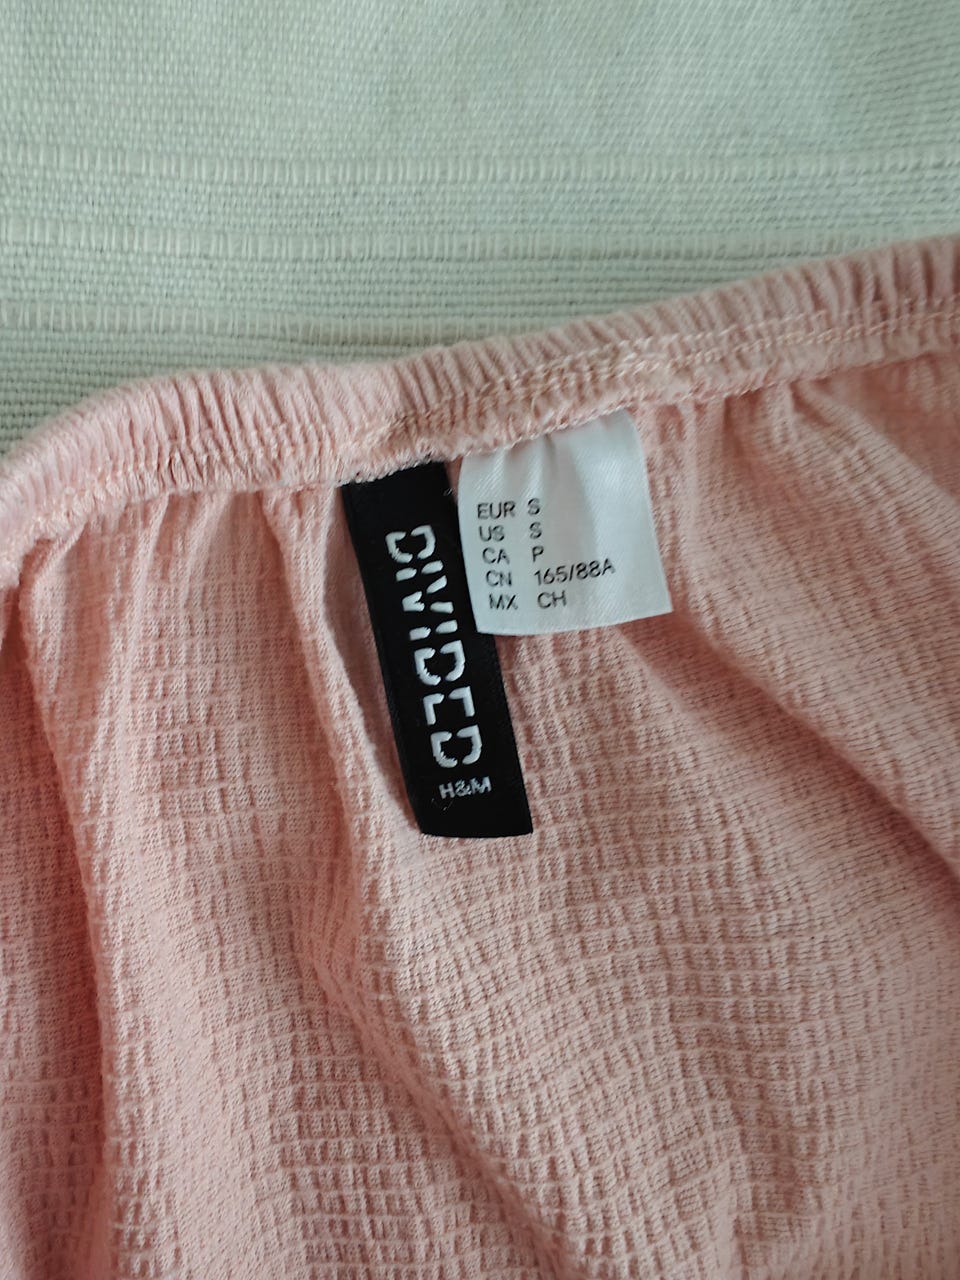 DIVIDED
H&M
EUR S
US S
CA P
CN 165/88A
MX CH